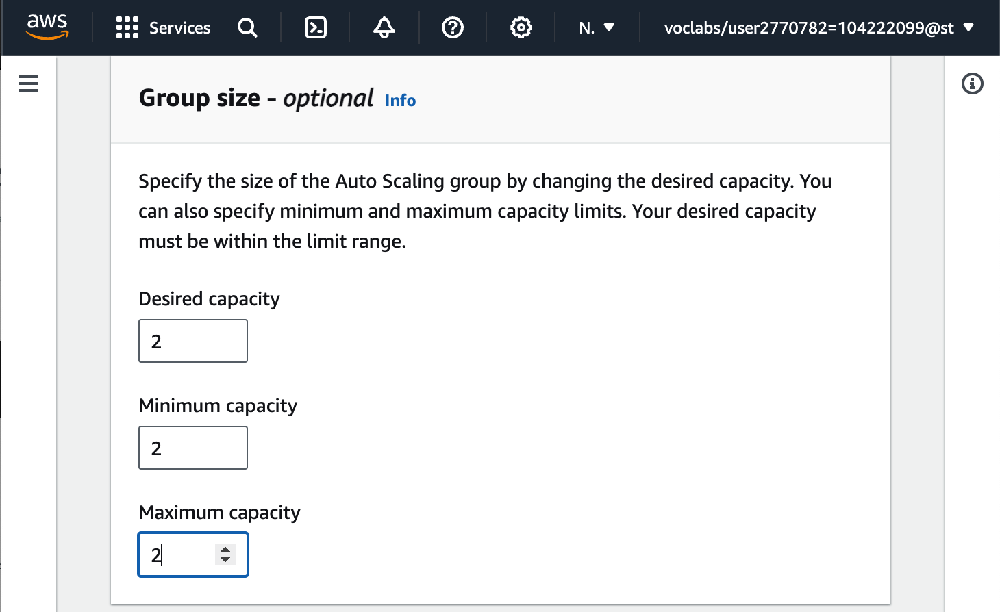 aws
Services
N.
voclabs/user2770782=104222099@st
Group size - optional Info
Specify the size of the Auto Scaling group by changing the desired capacity. You
can also specify minimum and maximum capacity limits. Your desired capacity
must be within the limit range.
Desired capacity
2
Minimum capacity
2
Maximum capacity
2